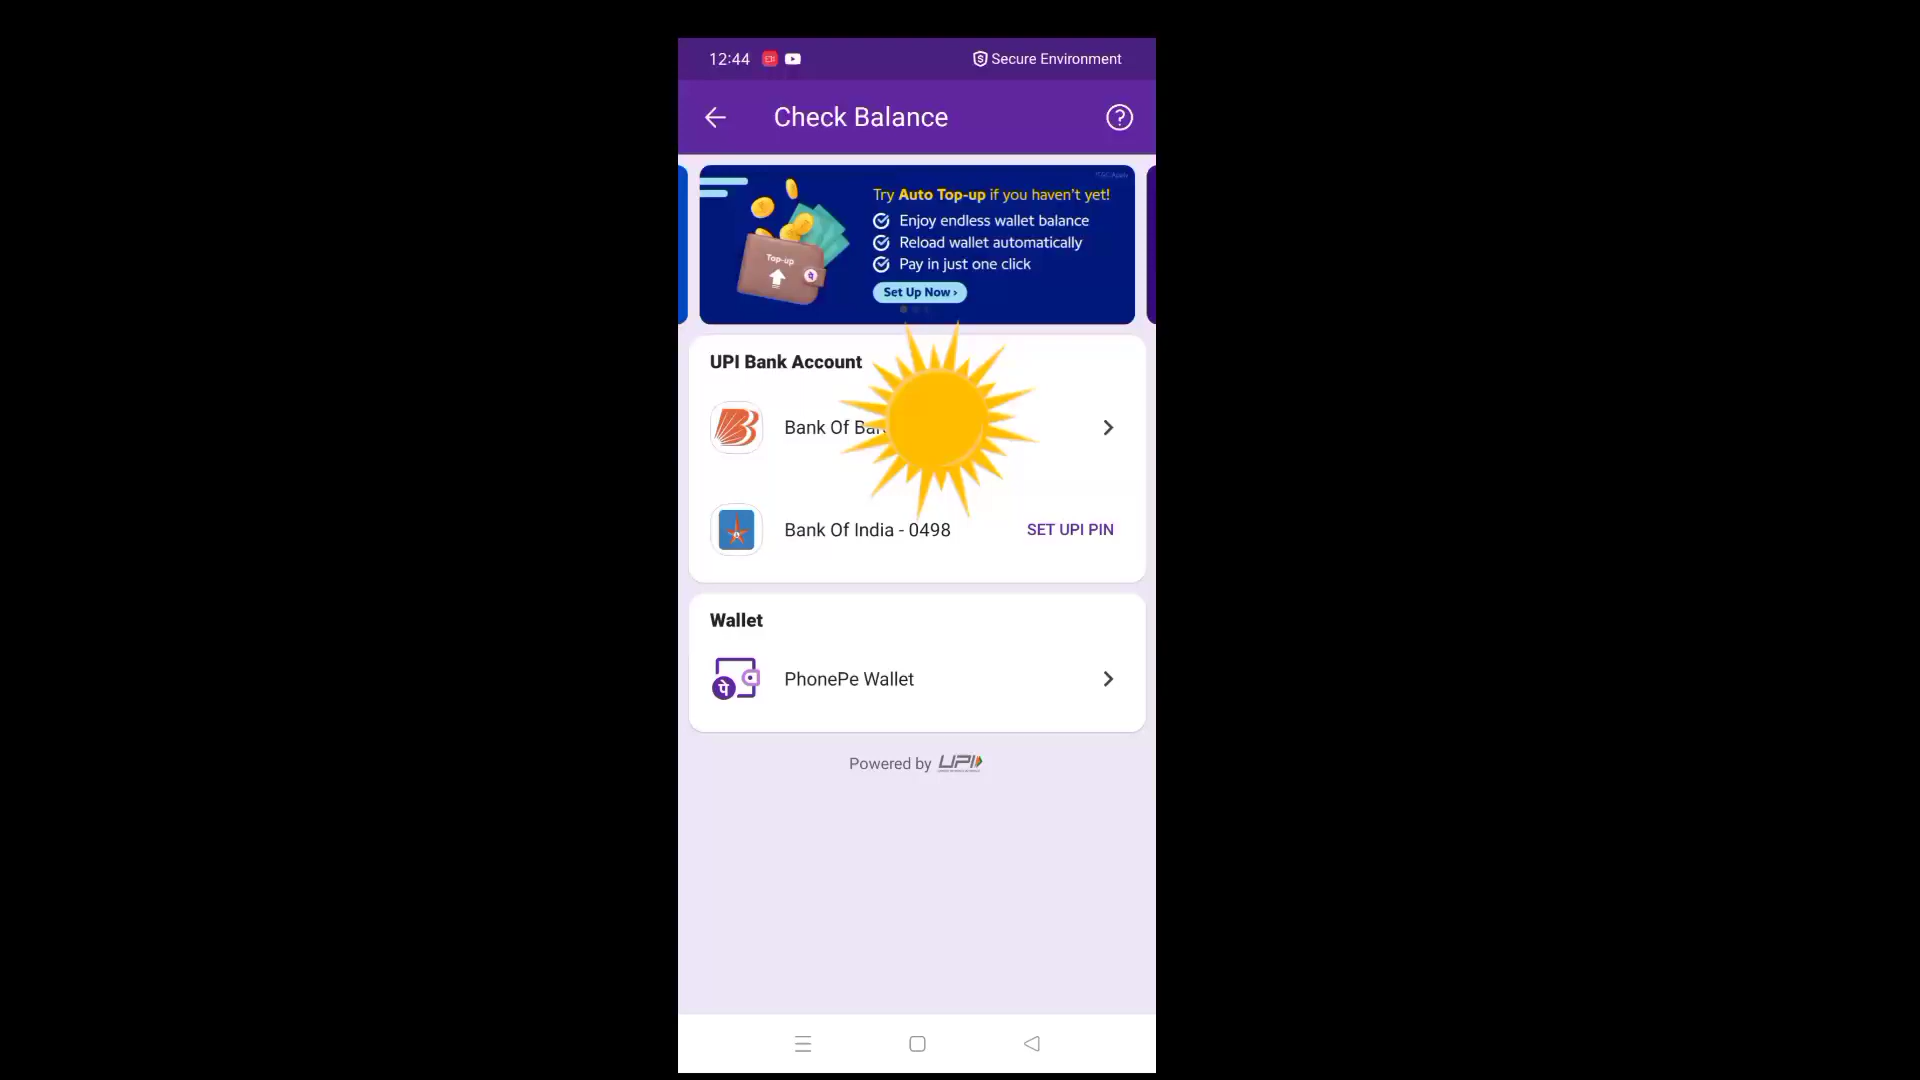 12:44
Secure Environment
Check Balance
Try Auto Top-up if you haven't yet!
Enjoy endless wallet balance
Reload wallet automatically
Pay in just one click
Top-up
Set Up Now ›
UPI Bank Account
Bank Of
Bank Of India - 0498
SET UPI PIN
Wallet
पे
PhonePe Wallet
Powered by UPI